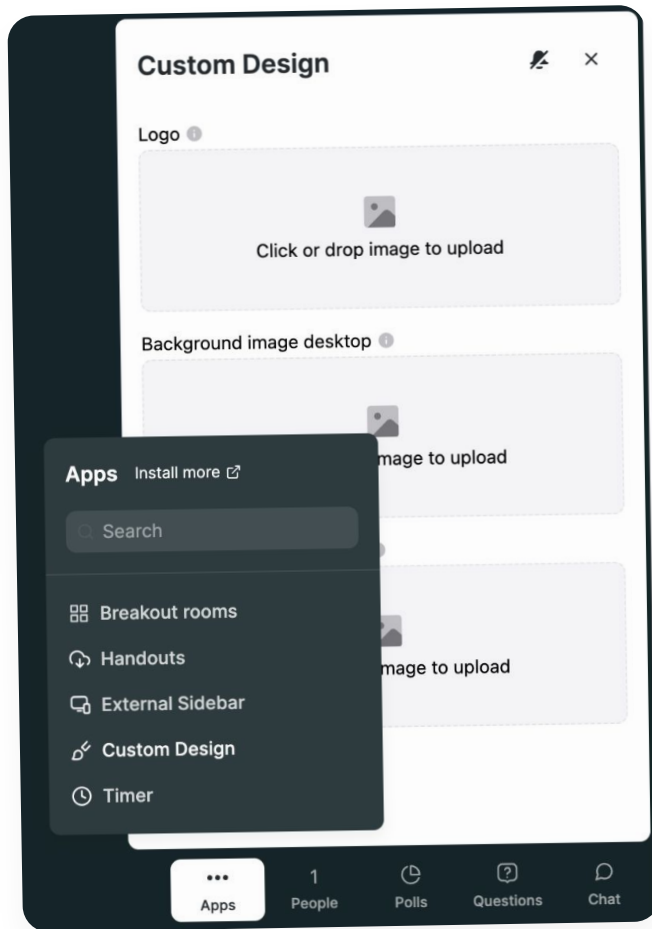 Custom Design
Logo
Click or drop image to upload
Background image desktop
mage to upload
Apps Install more
Search
Breakout rooms
mage to upload
Handouts
External Sidebar
Custom Design
Timer
Apps
1
People
Polls
Questions
Chat